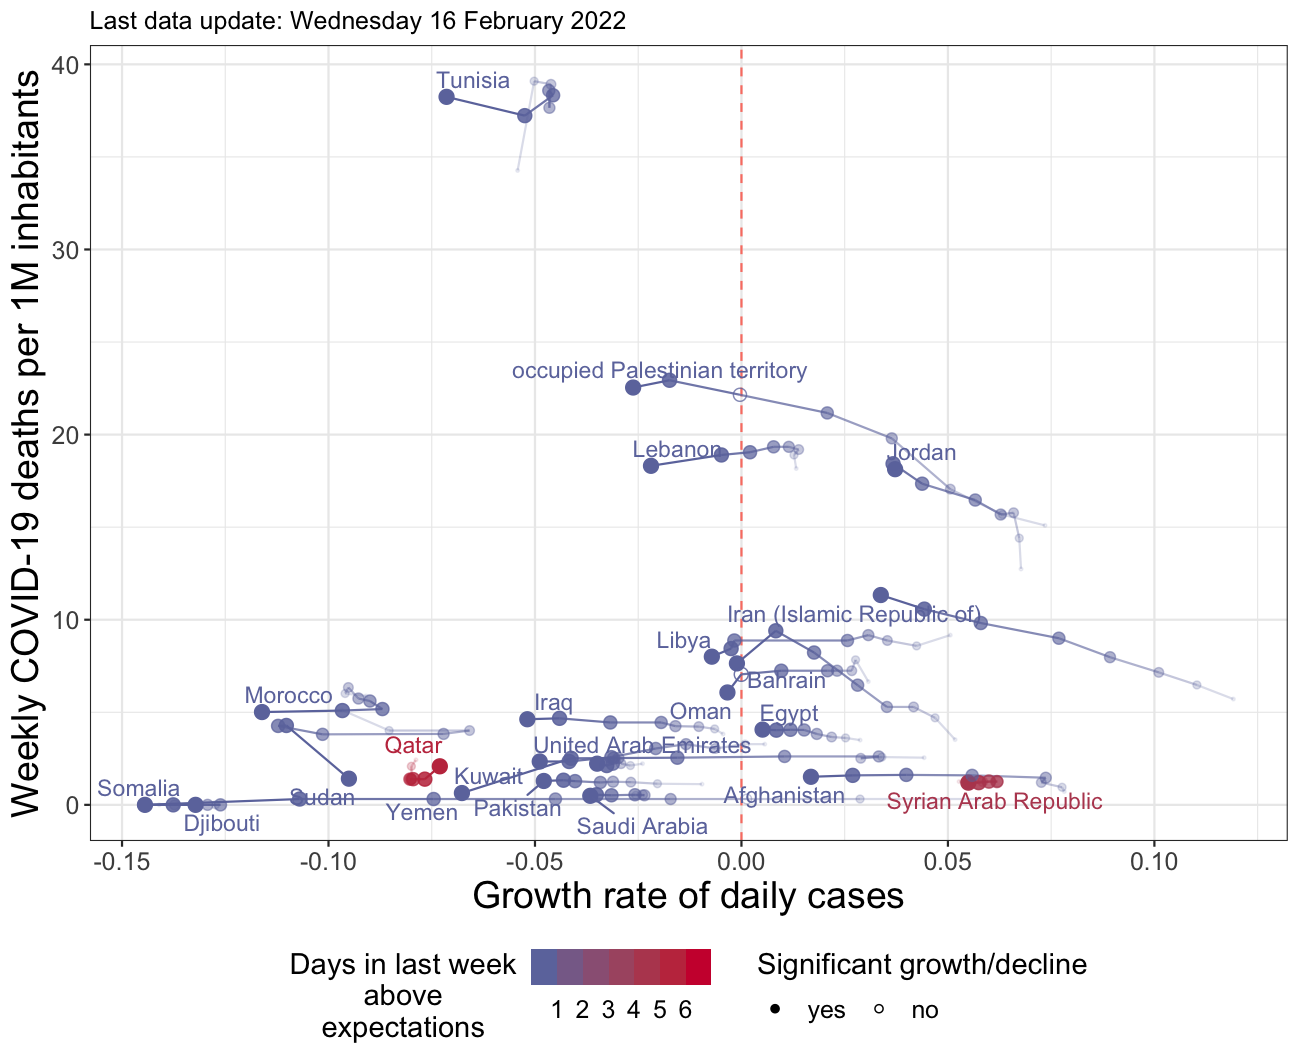 Last data update: Wednesday 16 February 2022
Weekly COVID-19 deaths per 1M inhabitants
40
30
20
10
0
Tunisia
occupied Palestinian territory
Lebanon
Jordan
Iran (Islamic Republic of)
Libya
Bahrain
Morocco
Iraq
Oman
Egypt
Qatar
United Arab Emirates
Kuwait
Somalia
Sudan
Pakistan
Afghanistan
Syrian Arab Republic
Yemen
Djibouti
Saudi Arabia
-0.15
-0.10
-0.05
0.00
0.05
0.10
Growth rate of daily cases
Days in last week
above
expectations
1 2 3 4 5 6
Significant growth/decline
yes
no